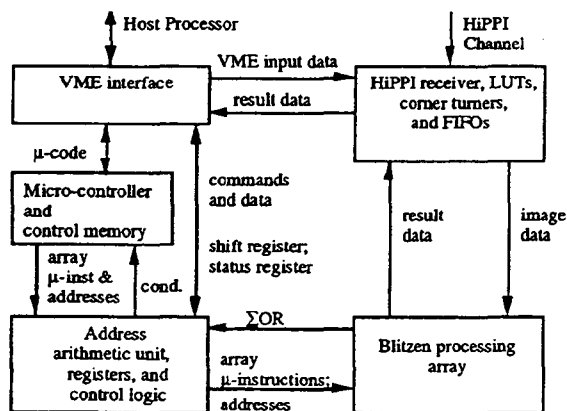 Host Processor
HiPPI
Channel
VME interface
VME input data
result data
HiPPI receiver, LUTs,
corner turners,
and FIFOs
μ-code
Micro-controller
and
control memory
commands
and data
shift register;
status register
result
data
image
data
array
μ-inst &
addresses
cond.
Address
arithmetic unit,
registers, and
control logic
ΣOR
array
μ-instructions;
addresses
Blitzen processing
array